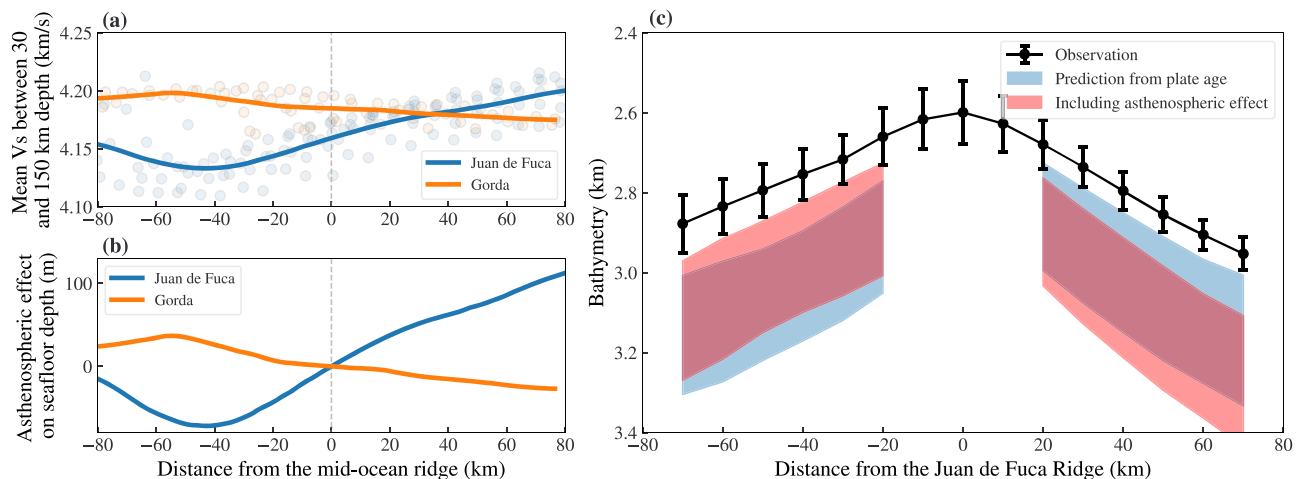 (a)
Mean Vs between 30
and 150 km depth (km/s)
4.25
4.20
4.15
4.10
Juan de Fuca
Gorda
−80 −60 −40 −20 0 20 40 60 80
(b)
Asthenospheric effect
on seafloor depth (m)
100
0
Juan de Fuca
Gorda
−80 −60 −40 −20 0 20 40 60 80
Distance from the mid-ocean ridge (km)
(c)
Bathymetry (km)
2.4
2.6
2.8
3.0
3.2
3.4
Observation
Prediction from plate age
Including asthenospheric effect
−80 −60 −40 −20 0 20 40 60 80
Distance from the Juan de Fuca Ridge (km)